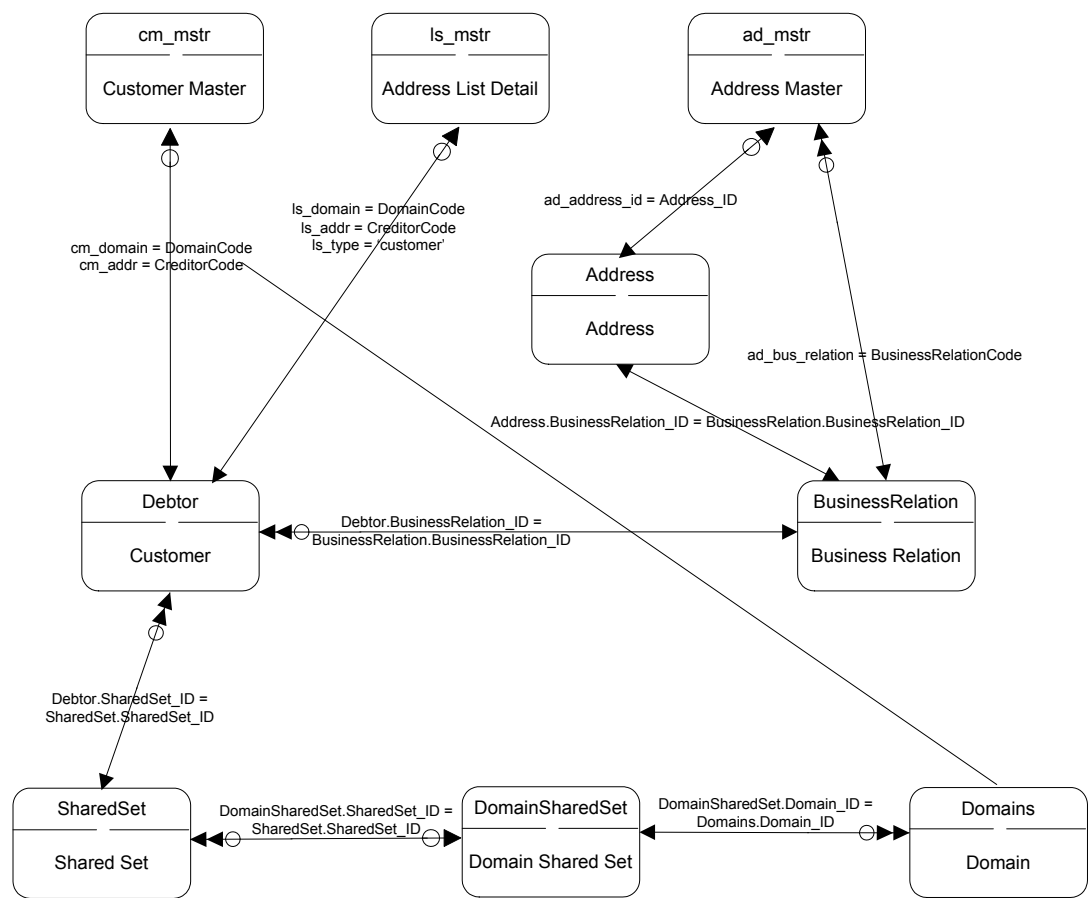 cm_mstr
Customer Master
ls_mstr
Address List Detail
ad_mstr
Address Master
ad_address_id = Address_ID
ls_domain = DomainCode
ls_addr = CreditorCode
ls_type = 'customer'
cm_domain = DomainCode
cm_addr = CreditorCode
Address
Address
ad_bus_relation = BusinessRelationCode
Address.BusinessRelation_ID = BusinessRelation.BusinessRelation_ID
Debtor
Customer
Debtor.BusinessRelation_ID =
BusinessRelation.BusinessRelation_ID
BusinessRelation
Business Relation
Debtor.SharedSet_ID =
SharedSet.SharedSet_ID
SharedSet
Shared Set
DomainSharedSet.SharedSet_ID =
SharedSet.SharedSet_ID
DomainSharedSet
Domain Shared Set
DomainSharedSet.Domain_ID =
Domains.Domain_ID
Domains
Domain